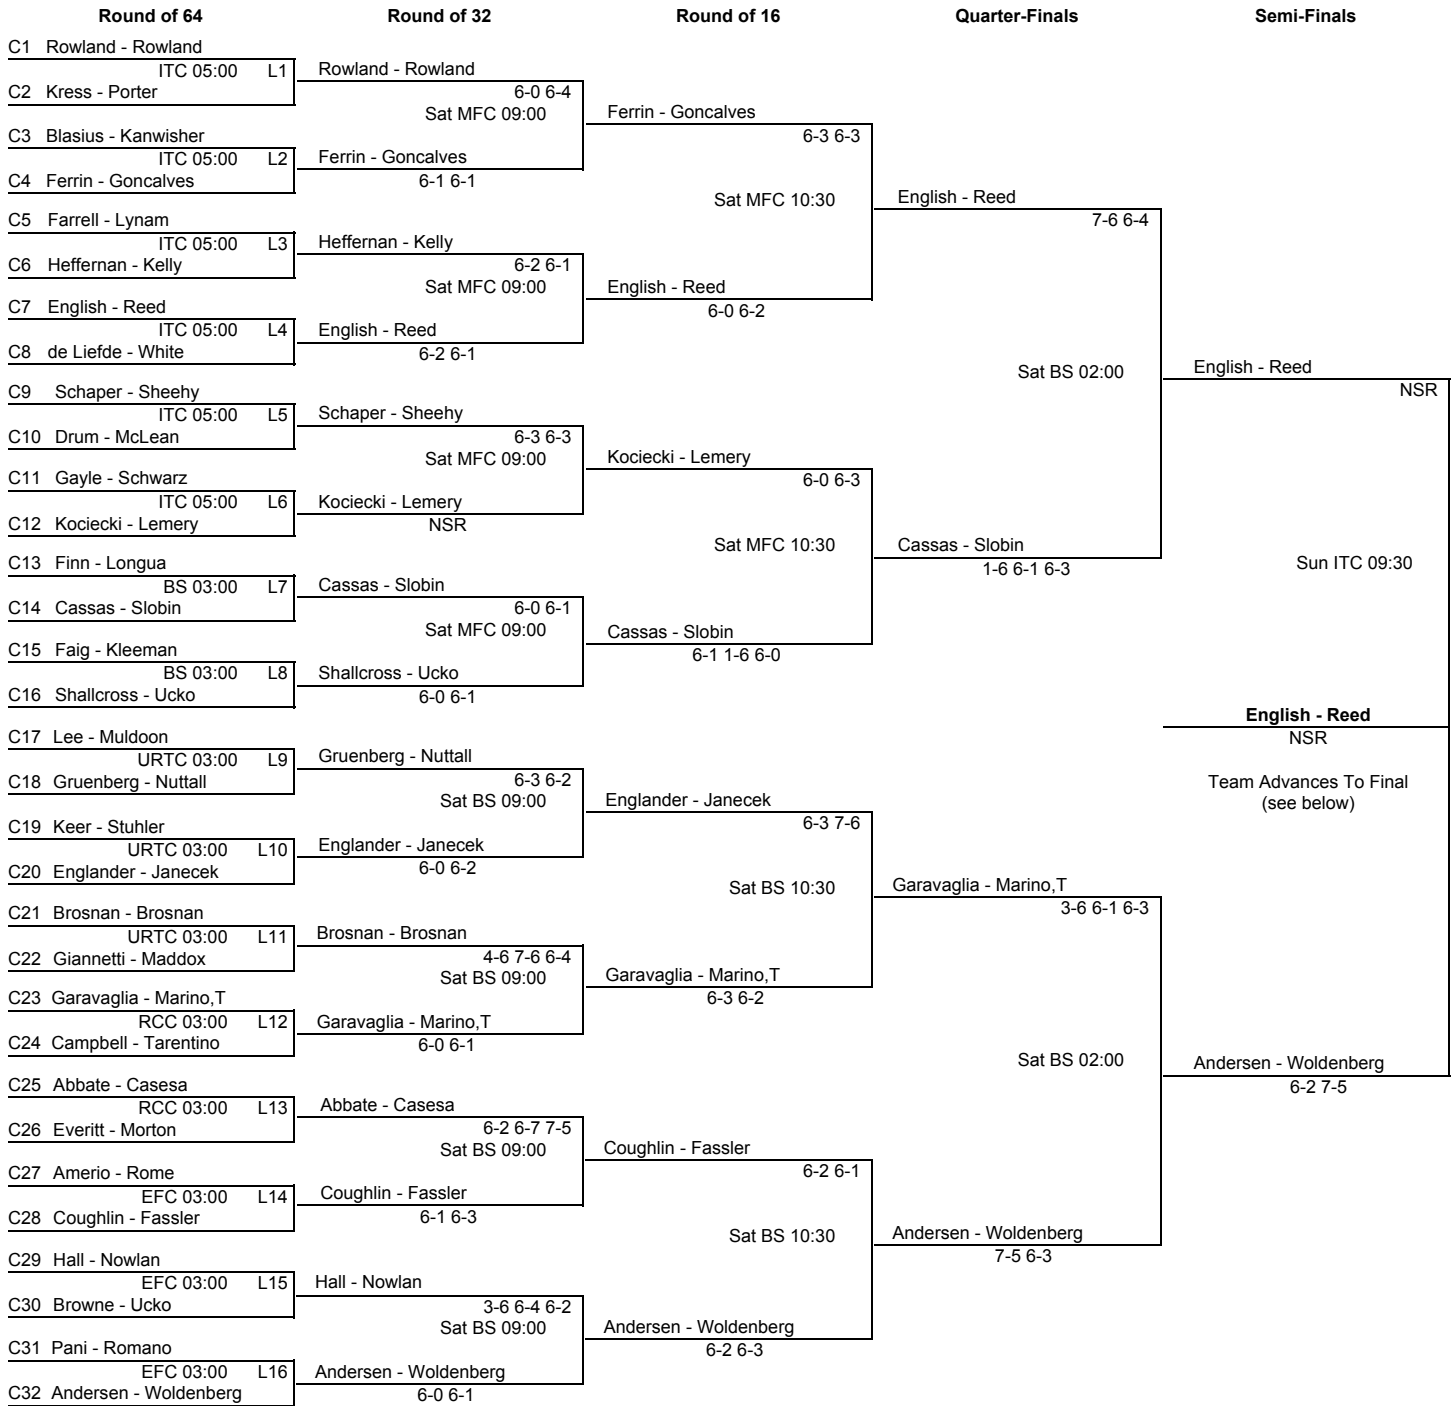 Round of 64
Round of 32
Round of 16
Quarter-Finals
Semi-Finals
C1 Rowland - Rowland
ITC 05:00 L1
C2 Kress - Porter
C3 Blasius - Kanwisher
ITC 05:00 L2
C4 Ferrin - Goncalves
C5 Farrell - Lynam
ITC 05:00 L3
C6 Heffernan - Kelly
C7 English - Reed
ITC 05:00 L4
C8 de Liefde - White
C9 Schaper - Sheehy
ITC 05:00 L5
C10 Drum - McLean
C11 Gayle - Schwarz
ITC 05:00 L6
C12 Kociecki - Lemery
C13 Finn - Longua
BS 03:00 L7
C14 Cassas - Slobin
C15 Faig - Kleeman
BS 03:00 L8
C16 Shallcross - Ucko
C17 Lee - Muldoon
URTC 03:00 L9
C18 Gruenberg - Nuttall
C19 Keer - Stuhler
URTC 03:00 L10
C20 Englander - Janecek
C21 Brosnan - Brosnan
URTC 03:00 L11
C22 Giannetti - Maddox
C23 Garavaglia - Marino,T
RCC 03:00 L12
C24 Campbell - Tarentino
C25 Abbate - Casesa
RCC 03:00 L13
C26 Everitt - Morton
C27 Amerio - Rome
EFC 03:00 L14
C28 Coughlin - Fassler
C29 Hall - Nowlan
EFC 03:00 L15
C30 Browne - Ucko
C31 Pani - Romano
EFC 03:00 L16
C32 Andersen - Woldenberg
Rowland - Rowland
6-0 6-4
Sat MFC 09:00
Ferrin - Goncalves
6-1 6-1
Heffernan - Kelly
6-2 6-1
Sat MFC 09:00
English - Reed
6-2 6-1
Schaper - Sheehy
6-3 6-3
Sat MFC 09:00
Kociecki - Lemery
NSR
Cassas - Slobin
6-0 6-1
Sat MFC 09:00
Shallcross - Ucko
6-0 6-1
Gruenberg - Nuttall
6-3 6-2
Sat BS 09:00
Englander - Janecek
6-0 6-2
Brosnan - Brosnan
4-6 7-6 6-4
Sat BS 09:00
Garavaglia - Marino,T
6-0 6-1
Abbate - Casesa
6-2 6-7 7-5
Sat BS 09:00
Coughlin - Fassler
6-1 6-3
Hall - Nowlan
3-6 6-4 6-2
Sat BS 09:00
Andersen - Woldenberg
6-0 6-1
Ferrin - Goncalves
6-3 6-3
Sat MFC 10:30
English - Reed
6-0 6-2
Kociecki - Lemery
6-0 6-3
Sat MFC 10:30
Cassas - Slobin
6-1 1-6 6-0
Englander - Janecek
6-3 7-6
Sat BS 10:30
Garavaglia - Marino,T
6-3 6-2
Coughlin - Fassler
6-2 6-1
Sat BS 10:30
Andersen - Woldenberg
6-2 6-3
English - Reed
7-6 6-4
Sat BS 02:00
Cassas - Slobin
1-6 6-1 6-3
Garavaglia - Marino,T
3-6 6-1 6-3
Sat BS 02:00
Andersen - Woldenberg
7-5 6-3
English - Reed
NSR
Sun ITC 09:30
English - Reed
NSR
Team Advances To Final
(see below)
Andersen - Woldenberg
6-2 7-5